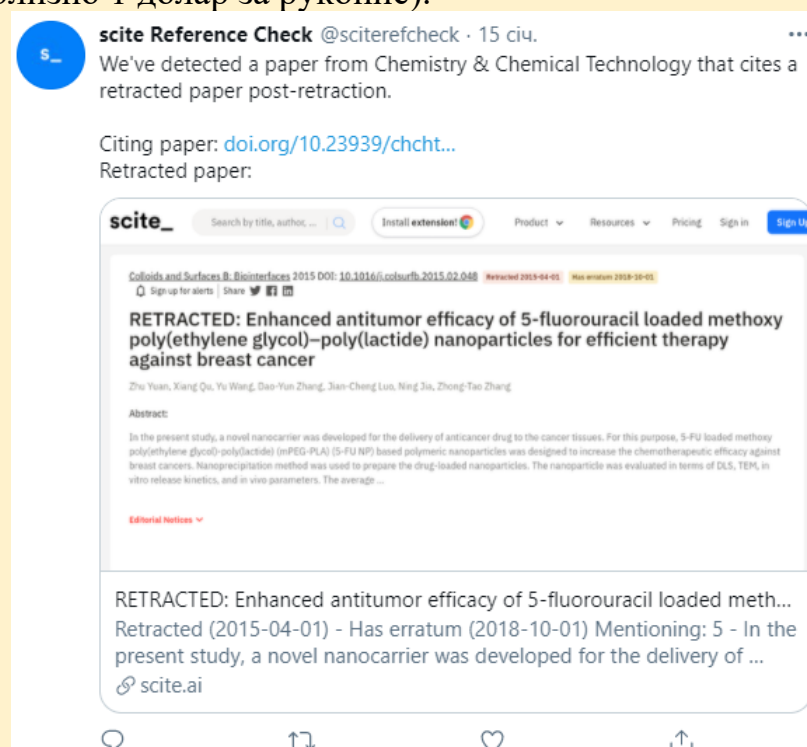 близно 1 долар за рукопис).
s_
scite Reference Check @sciterefcheck · 15 січ.
We've detected a paper from Chemistry & Chemical Technology that cites a
retracted paper post-retraction.
Citing paper: doi.org/10.23939/chcht...
Retracted paper:
scite_ Search by title, author, ... Install extension! Product Resources Pricing Sign in Sign Up
Colloids and Surfaces B: Biointerfaces 2015 DOI: 10.1016/j.colsurfb.2015.02.048 Retracted 2015-04-01 Has erratum 2018-10-01
Sign up for alerts | Share
RETRACTED: Enhanced antitumor efficacy of 5-fluorouracil loaded methoxy
poly(ethylene glycol)–poly(lactide) nanoparticles for efficient therapy
against breast cancer
Zhu Yuan, Xiang Qu, Yu Wang, Dao-Yun Zhang, Jian-Cheng Luo, Ning Jia, Zhong-Tao Zhang
Abstract:
In the present study, a novel nanocarrier was developed for the delivery of anticancer drug to the cancer tissues. For this purpose, 5-FU loaded methoxy
poly(ethylene glycol)-poly(lactide) (mPEG-PLA) (5-FU NP) based polymeric nanoparticles was designed to increase the chemotherapeutic efficacy against
breast cancers. Nanoprecipitation method was used to prepare the drug-loaded nanoparticles. The nanoparticle was evaluated in terms of DLS, TEM, in
vitro release kinetics, and in vivo parameters. The average ...
Editorial Notices
RETRACTED: Enhanced antitumor efficacy of 5-fluorouracil loaded meth...
Retracted (2015-04-01) - Has erratum (2018-10-01) Mentioning: 5 - In the
present study, a novel nanocarrier was developed for the delivery of ...
scite.ai